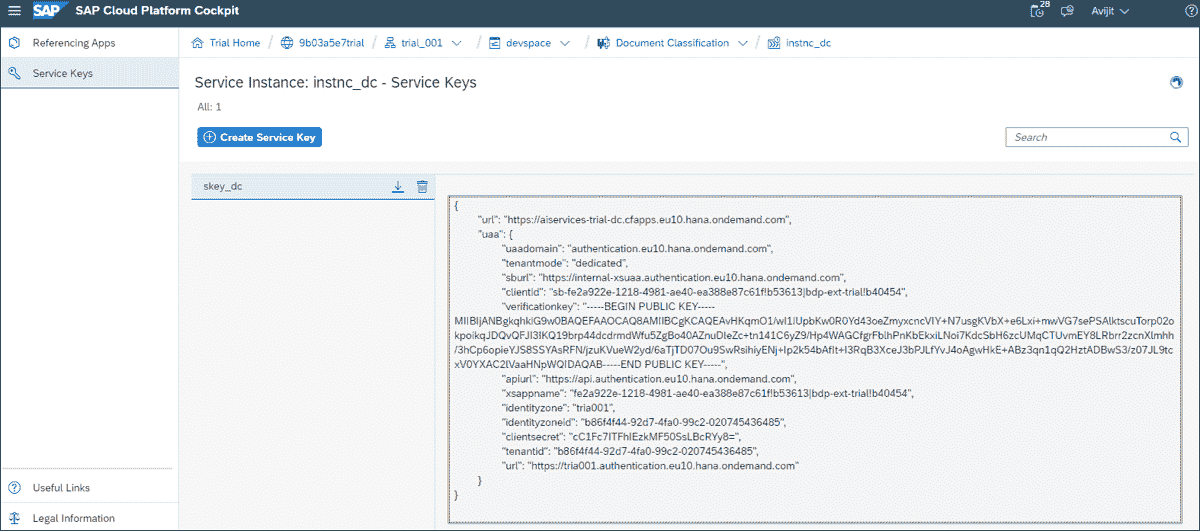 SAP SAP Cloud Platform Cockpit 28 Avijit
Referencing Apps
Service Keys
Trial Home / 9b03a5e7trial / trial_001 / devspace / Document Classification / instnc_dc
Service Instance: instnc_dc - Service Keys
All: 1
Create Service Key
Search
skey_dc
{
"url": "https://aiservices-trial-dc.cfapps.eu10.hana.ondemand.com",
"uaa": {
"uaadomain": "authentication.eu10.hana.ondemand.com",
"tenantmode": "dedicated",
"sburl": "https://internal-xsuaa.authentication.eu10.hana.ondemand.com",
"clientid": "sb-fe2a922e-1218-4981-ae40-ea388e87c61f!b53613|bdp-ext-trial!b40454",
"verificationkey": "-----BEGIN PUBLIC KEY-----
-----END PUBLIC KEY-----",
"apiurl": "https://api.authentication.eu10.hana.ondemand.com",
"xsappname": "fe2a922e-1218-4981-ae40-ea388e87c61f!b53613|bdp-ext-trial!b40454",
"identityzone": "tria001",
"identityzoneid": "b86f4f44-92d7-4fa0-99c2-020745436485",
"clientsecret":
"tenantid": "b86f4f44-92d7-4fa0-99c2-020745436485",
"url": "https://tria001.authentication.eu10.hana.ondemand.com"
}
}
Useful Links
Legal Information